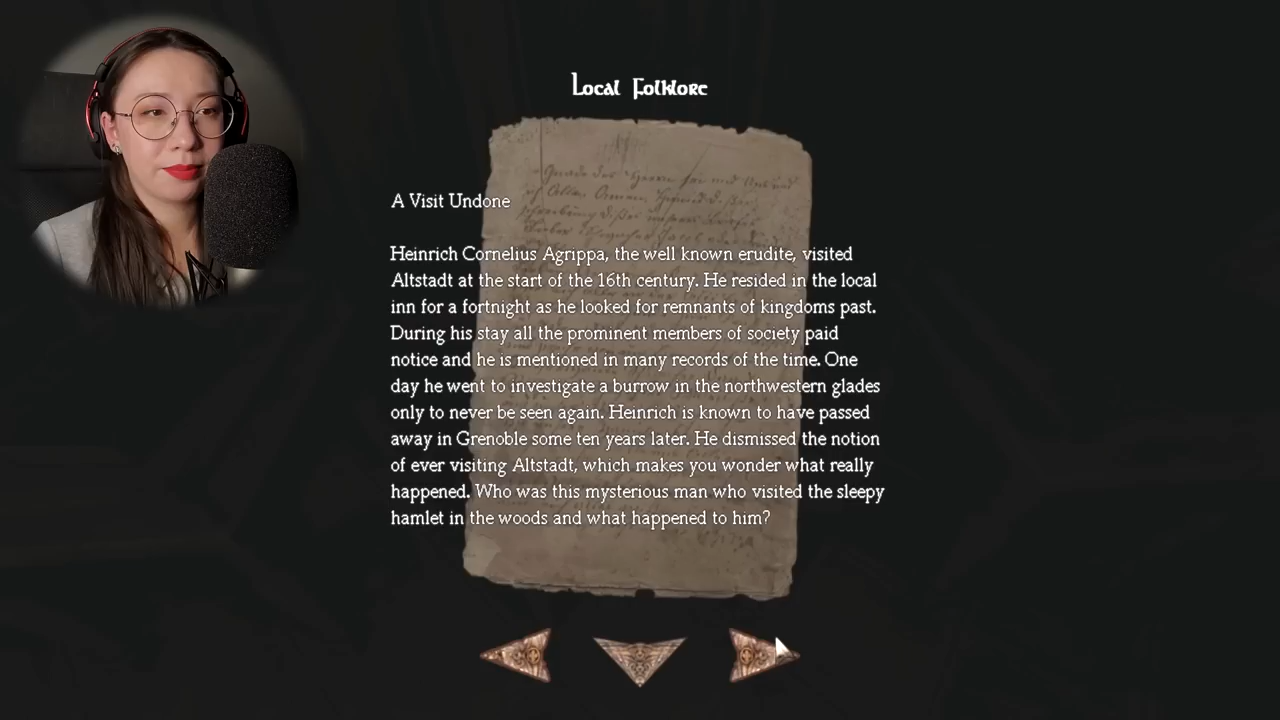 Local Folklore
A Visit Undone
Heinrich Cornelius Agrippa, the well known erudite, visited
Altstadt at the start of the 16th century. He resided in the local
inn for a fortnight as he looked for remnants of kingdoms past.
During his stay all the prominent members of society paid
notice and he is mentioned in many records of the time. One
day he went to investigate a burrow in the northwestern glades
only to never be seen again. Heinrich is known to have passed
away in Grenoble some ten years later. He dismissed the notion
of ever visiting Altstadt, which makes you wonder what really
happened. Who was this mysterious man who visited the sleepy
hamlet in the woods and what happened to him?